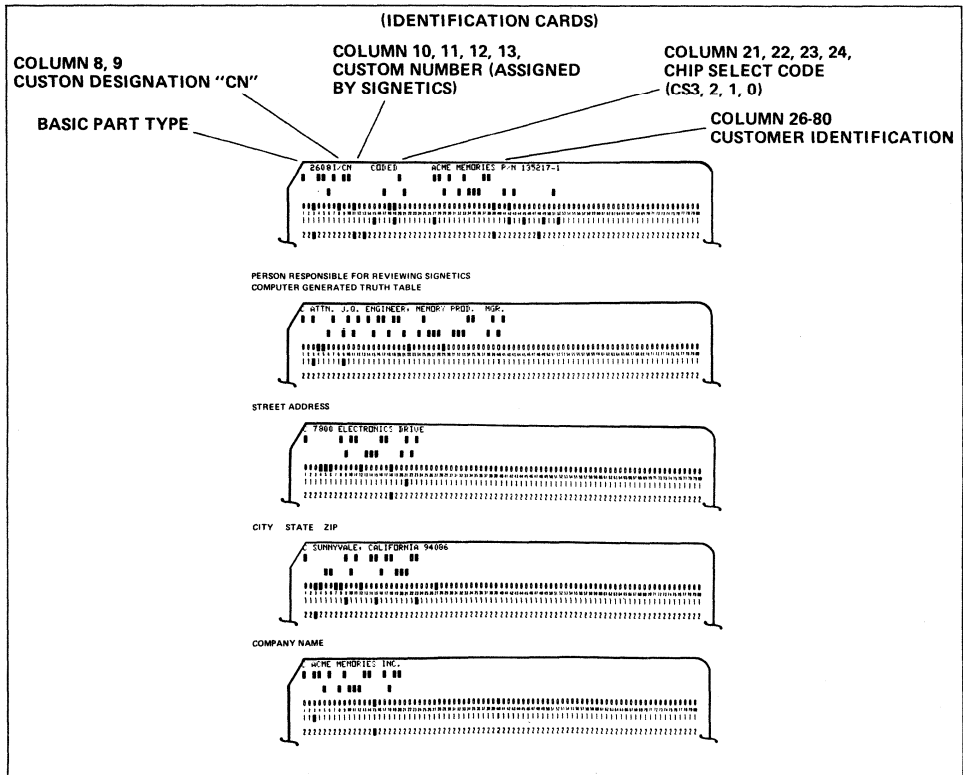 (IDENTIFICATION CARDS)
COLUMN 8, 9
CUSTON DESIGNATION "CN"
COLUMN 10, 11, 12, 13,
CUSTOM NUMBER (ASSIGNED
BY SIGNETICS)
COLUMN 21, 22, 23, 24,
CHIP SELECT CODE
(CS3, 2, 1, 0)
BASIC PART TYPE
COLUMN 26-80
CUSTOMER IDENTIFICATION
2608I/CN CODED ACME MEMORIES P/N 135217-1
PERSON RESPONSIBLE FOR REVIEWING SIGNETICS
COMPUTER GENERATED TRUTH TABLE
C ATTN. J.Q. ENGINEER, MEMORY PROD. MGR.
STREET ADDRESS
C 7800 ELECTRONICS DRIVE
CITY STATE ZIP
C SUNNYVALE, CALIFORNIA 94086
COMPANY NAME
C ACME MEMORIES INC.